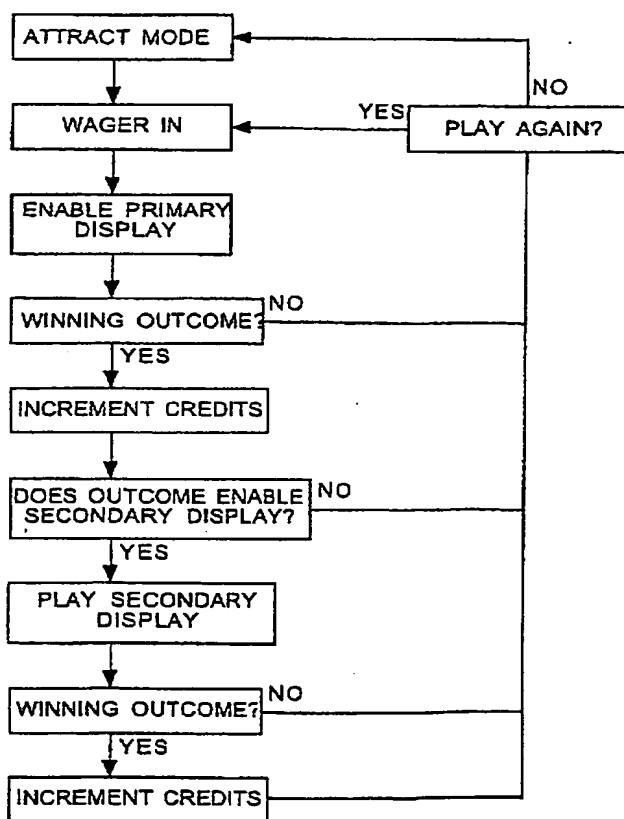 ATTRACT MODE
NO
YES
WAGER IN
PLAY AGAIN?
ENABLE PRIMARY
DISPLAY
NO
WINNING OUTCOME?
YES
INCREMENT CREDITS
NO
DOES OUTCOME ENABLE
SECONDARY DISPLAY?
YES
PLAY SECONDARY
DISPLAY
NO
WINNING OUTCOME?
YES
INCREMENT CREDITS